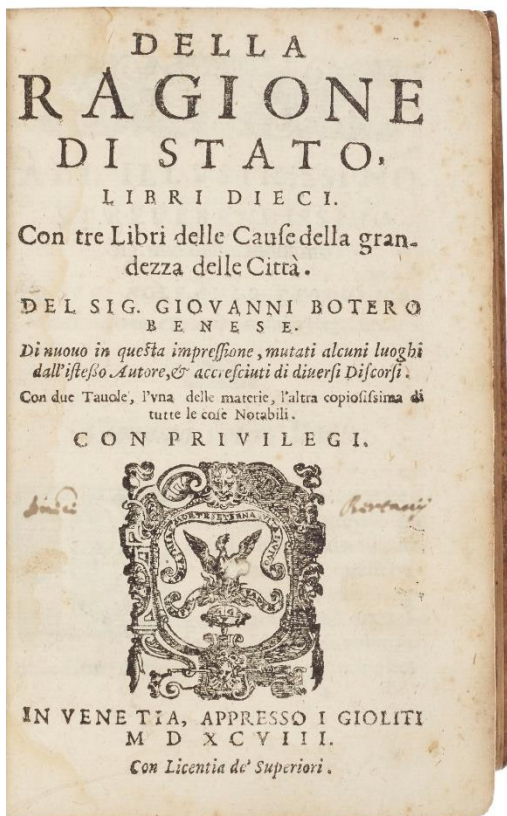 DELLA
RAGIONE
DI STATO,
LIBRI DIECI.
Con tre Libri delle Cauſe della gran-
dezza delle Città.
DEL SIG. GIOVANNI BOTERO
BENESE.
Di nuouo in queſta impreſſione, mutati alcuni luoghi
dall'iſteſſo Autore, & accreſciuti di diuerſi Diſcorſi.
Con due Tauole, l'vna delle materie, l'altra copioſiſsima di
tutte le coſe Notabili.
CON PRIVILEGI.
IN VENETIA, APPRESSO I GIOLITI
M D XCVIII.
Con Licentia de' Superiori.